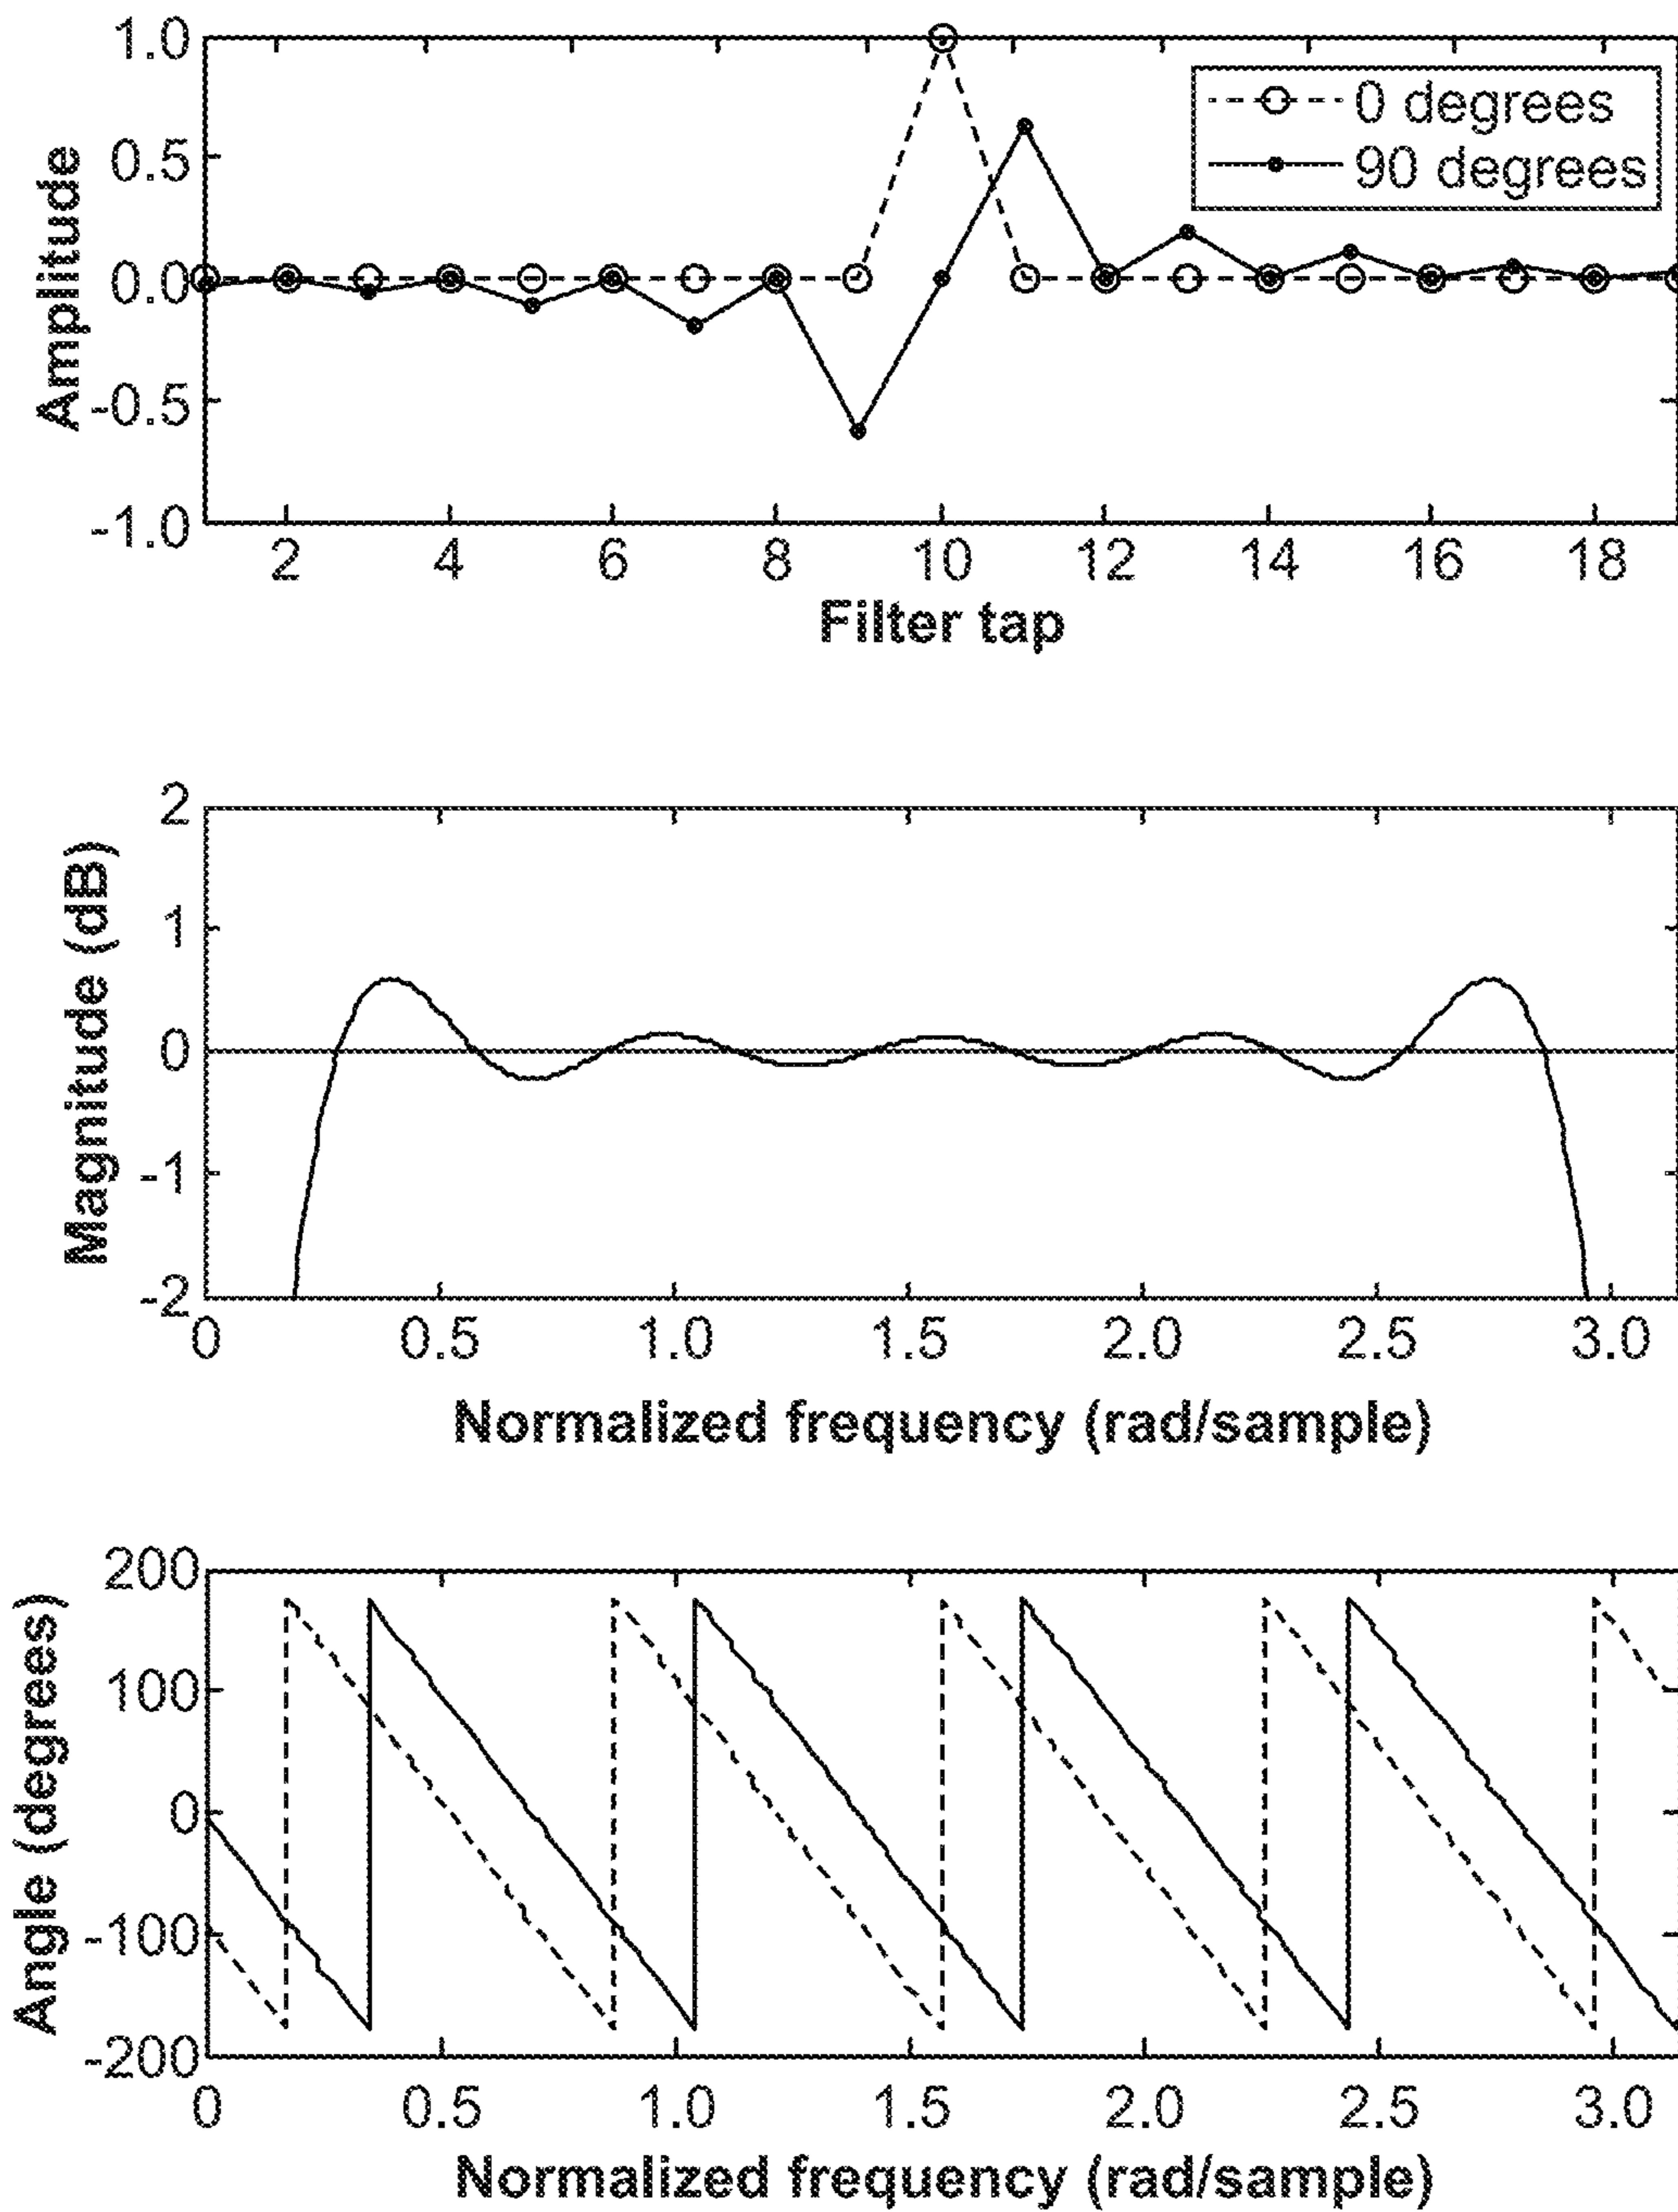 1.0
0.5
0.0
-0.5
-1.0
Amplitude
0 degrees
90 degrees
2 4 6 8 10 12 14 16 18
Filter tap
2
1
0
-1
-2
Magnitude (dB)
0 0.5 1.0 1.5 2.0 2.5 3.0
Normalized frequency (rad/sample)
200
100
0
-100
-200
Angle (degrees)
0 0.5 1.0 1.5 2.0 2.5 3.0
Normalized frequency (rad/sample)